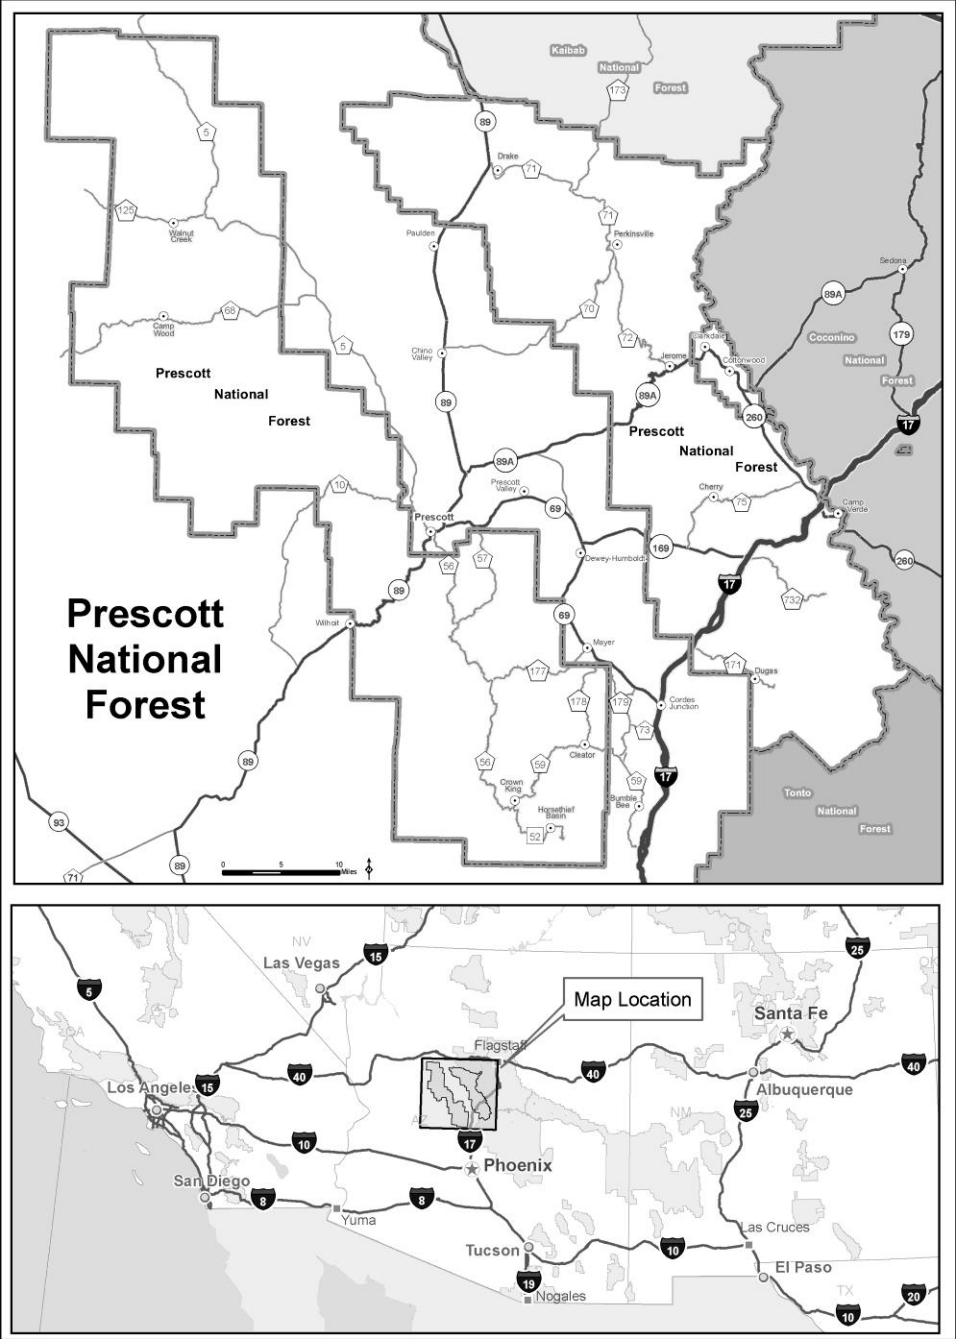 Kaibab
National
173
Forest
89
Drake
71
5
125
Walnut
Creek
71
Paulden
Perkinsville
Sedona
89A
68
70
Camp
Wood
5
Chino
Valley
72
Clarkdale
Jerome
Cottonwood
179
Coconino
National
Forest
Prescott
National
Forest
89
89A
260
17
Prescott
National
Forest
89A
10
Prescott
Valley
Cherry
75
69
Camp
Verde
Prescott
Dewey-Humboldt
169
260
56
57
89
17
732
Prescott
National
Forest
69
Wilhoit
Mayer
177
171
Dugas
178
179
Cordes
Junction
73
89
56
59
Cleator
17
59
Crown
King
Bumble
Bee
Horsethief
Basin
52
Tonto
National
Forest
93
71
89
0
5
10
Miles
NV
UT
Las Vegas
15
25
5
Map Location
Santa Fe
CA
Flagstaff
OK
Los Angeles
15
40
40
40
Albuquerque
AZ
NM
25
10
17
Phoenix
San Diego
8
8
Yuma
Las Cruces
Tucson
10
El Paso
19
Nogales
TX
10
20